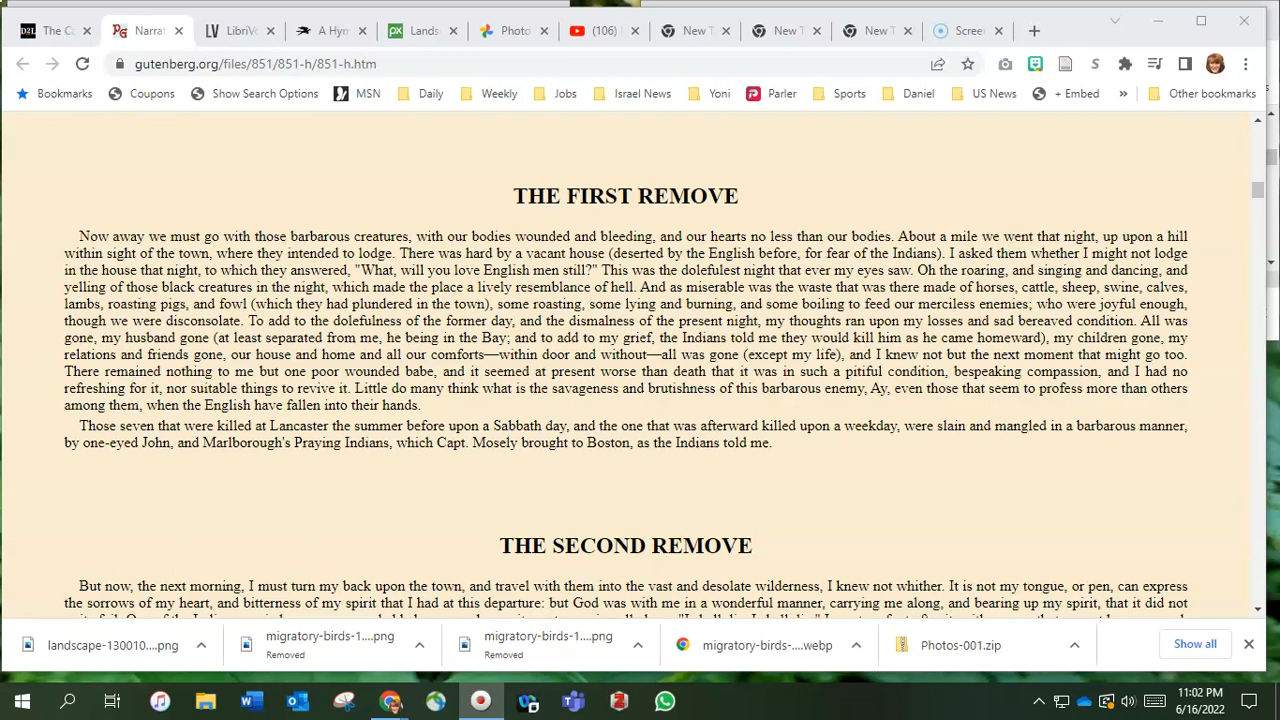 The Ca
Narrat
LibriVo
A Hym
Lands
Photo
(106)
New T
New T
New T
Screen
gutenberg.org/files/851/851-h/851-h.htm
Bookmarks Coupons Show Search Options MSN Daily Weekly Jobs Israel News Yoni Parler Sports Daniel US News + Embed » Other bookmarks
THE FIRST REMOVE
Now away we must go with those barbarous creatures, with our bodies wounded and bleeding, and our hearts no less than our bodies. About a mile we went that night, up upon a hill
within sight of the town, where they intended to lodge. There was hard by a vacant house (deserted by the English before, for fear of the Indians). I asked them whether I might not lodge
in the house that night, to which they answered, "What, will you love English men still?" This was the dolefulest night that ever my eyes saw. Oh the roaring, and singing and dancing, and
yelling of those black creatures in the night, which made the place a lively resemblance of hell. And as miserable was the waste that was there made of horses, cattle, sheep, swine, calves,
lambs, roasting pigs, and fowl (which they had plundered in the town), some roasting, some lying and burning, and some boiling to feed our merciless enemies; who were joyful enough,
though we were disconsolate. To add to the dolefulness of the former day, and the dismalness of the present night, my thoughts ran upon my losses and sad bereaved condition. All was
gone, my husband gone (at least separated from me, he being in the Bay; and to add to my grief, the Indians told me they would kill him as he came homeward), my children gone, my
relations and friends gone, our house and home and all our comforts—within door and without—all was gone (except my life), and I knew not but the next moment that might go too.
There remained nothing to me but one poor wounded babe, and it seemed at present worse than death that it was in such a pitiful condition, bespeaking compassion, and I had no
refreshing for it, nor suitable things to revive it. Little do many think what is the savageness and brutishness of this barbarous enemy, Ay, even those that seem to profess more than others
among them, when the English have fallen into their hands.
Those seven that were killed at Lancaster the summer before upon a Sabbath day, and the one that was afterward killed upon a weekday, were slain and mangled in a barbarous manner,
by one-eyed John, and Marlborough's Praying Indians, which Capt. Mosely brought to Boston, as the Indians told me.
THE SECOND REMOVE
But now, the next morning, I must turn my back upon the town, and travel with them into the vast and desolate wilderness, I knew not whither. It is not my tongue, or pen, can express
the sorrows of my heart, and bitterness of my spirit that I had at this departure: but God was with me in a wonderful manner, carrying me along, and bearing up my spirit, that it did not
landscape-130010....png
migratory-birds-1....png
Removed
migratory-birds-1....png
Removed
migratory-birds-....webp
Photos-001.zip
Show all
11:02 PM
6/16/2022